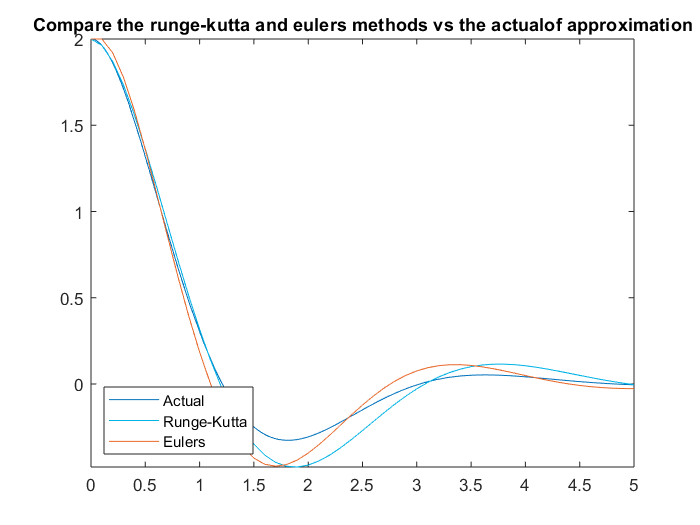 Compare the runge-kutta and eulers methods vs the actualof approximation
2
1.5
1
0.5
0
Actual
Runge-Kutta
Eulers
0 0.5 1 1.5 2 2.5 3 3.5 4 4.5 5